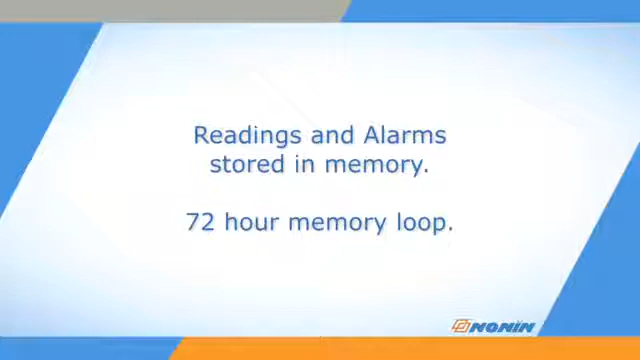 Readings and Alarms
stored in memory.
72 hour memory loop.
NONIN